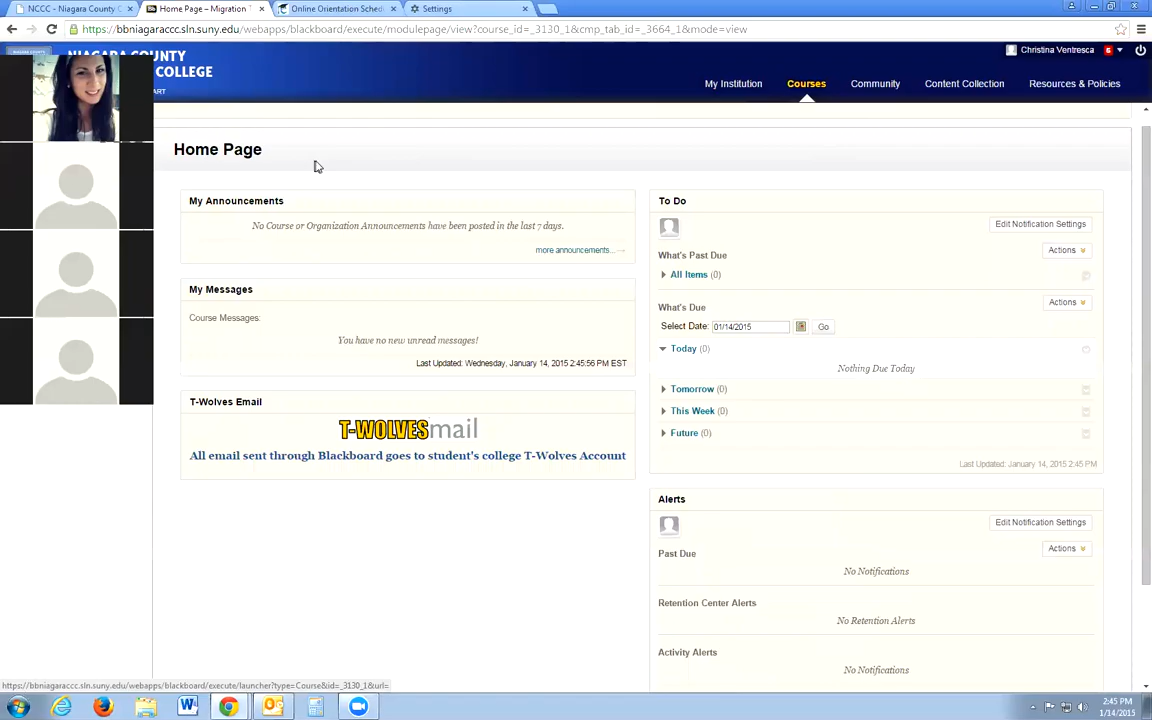 NCCC - Niagara County C
Home Page – Migration T
Online Orientation Sched
Settings
https://bbniagaraccc.sln.suny.edu/webapps/blackboard/execute/modulepage/view?course_id=_3130_1&cmp_tab_id=_3664_1&mode=view
NIAGARA COUNTY
COLLEGE
ART
Christina Ventresca
6
My Institution
Courses
Community
Content Collection
Resources & Policies
Home Page
My Announcements
No Course or Organization Announcements have been posted in the last 7 days.
more announcements...
My Messages
Course Messages:
You have no new unread messages!
Last Updated: Wednesday, January 14, 2015 2:45:56 PM EST
T-Wolves Email
T-WOLVESmail
All email sent through Blackboard goes to student's college T-Wolves Account
To Do
Edit Notification Settings
What's Past Due
Actions
All Items (0)
What's Due
Actions
Select Date: 01/14/2015 Go
Today (0)
Nothing Due Today
Tomorrow (0)
This Week (0)
Future (0)
Last Updated: January 14, 2015 2:45 PM
Alerts
Edit Notification Settings
Past Due
Actions
No Notifications
Retention Center Alerts
No Retention Alerts
Activity Alerts
No Notifications
https://bbniagaraccc.sln.suny.edu/webapps/blackboard/execute/launcher?type=Course&id=_3130_1&url=
2:45 PM
1/14/2015